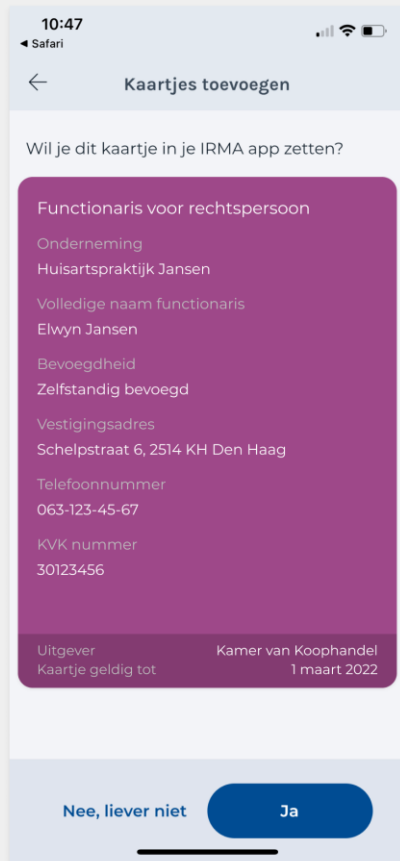 10:47
◀ Safari
Kaartjes toevoegen
Wil je dit kaartje in je IRMA app zetten?
Functionaris voor rechtspersoon
Onderneming
Huisartspraktijk Jansen
Volledige naam functionaris
Elwyn Jansen
Bevoegdheid
Zelfstandig bevoegd
Vestigingsadres
Schelpstraat 6, 2514 KH Den Haag
Telefoonnummer
063-123-45-67
KVK nummer
30123456
Uitgever Kamer van Koophandel
Kaartje geldig tot 1 maart 2022
Nee, liever niet Ja